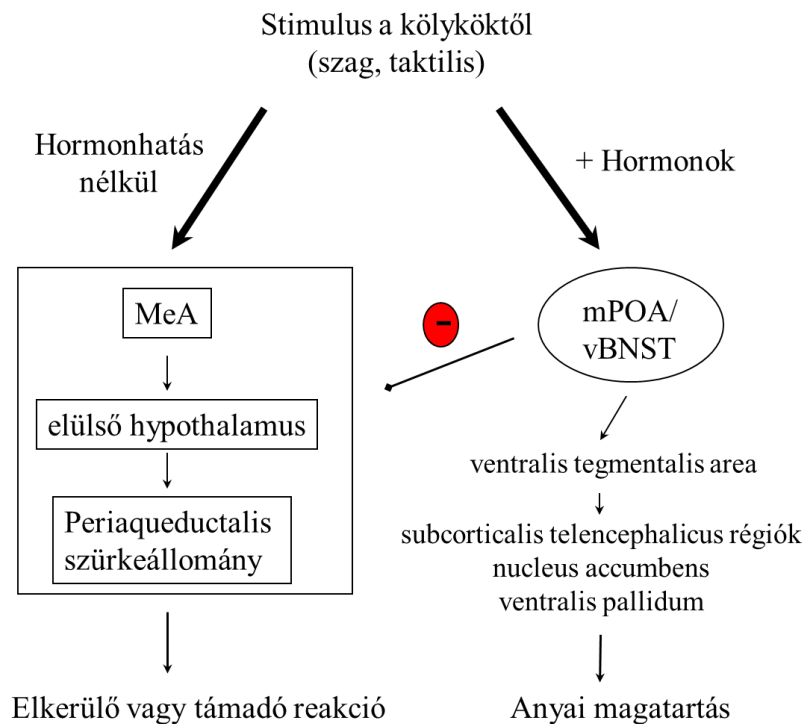 Stimulus a kölyköktől
(szag, taktilis)
Hormonhatás
nélkül
+ Hormonok
MeA
elülső hypothalamus
Periaqueductalis
szürkeállomány
Elkerülő vagy támadó reakció
-
mPOA/
vBNST
ventralis tegmentalis area
subcorticalis telencephalicus régiók
nucleus accumbens
ventralis pallidum
Anyai magatartás